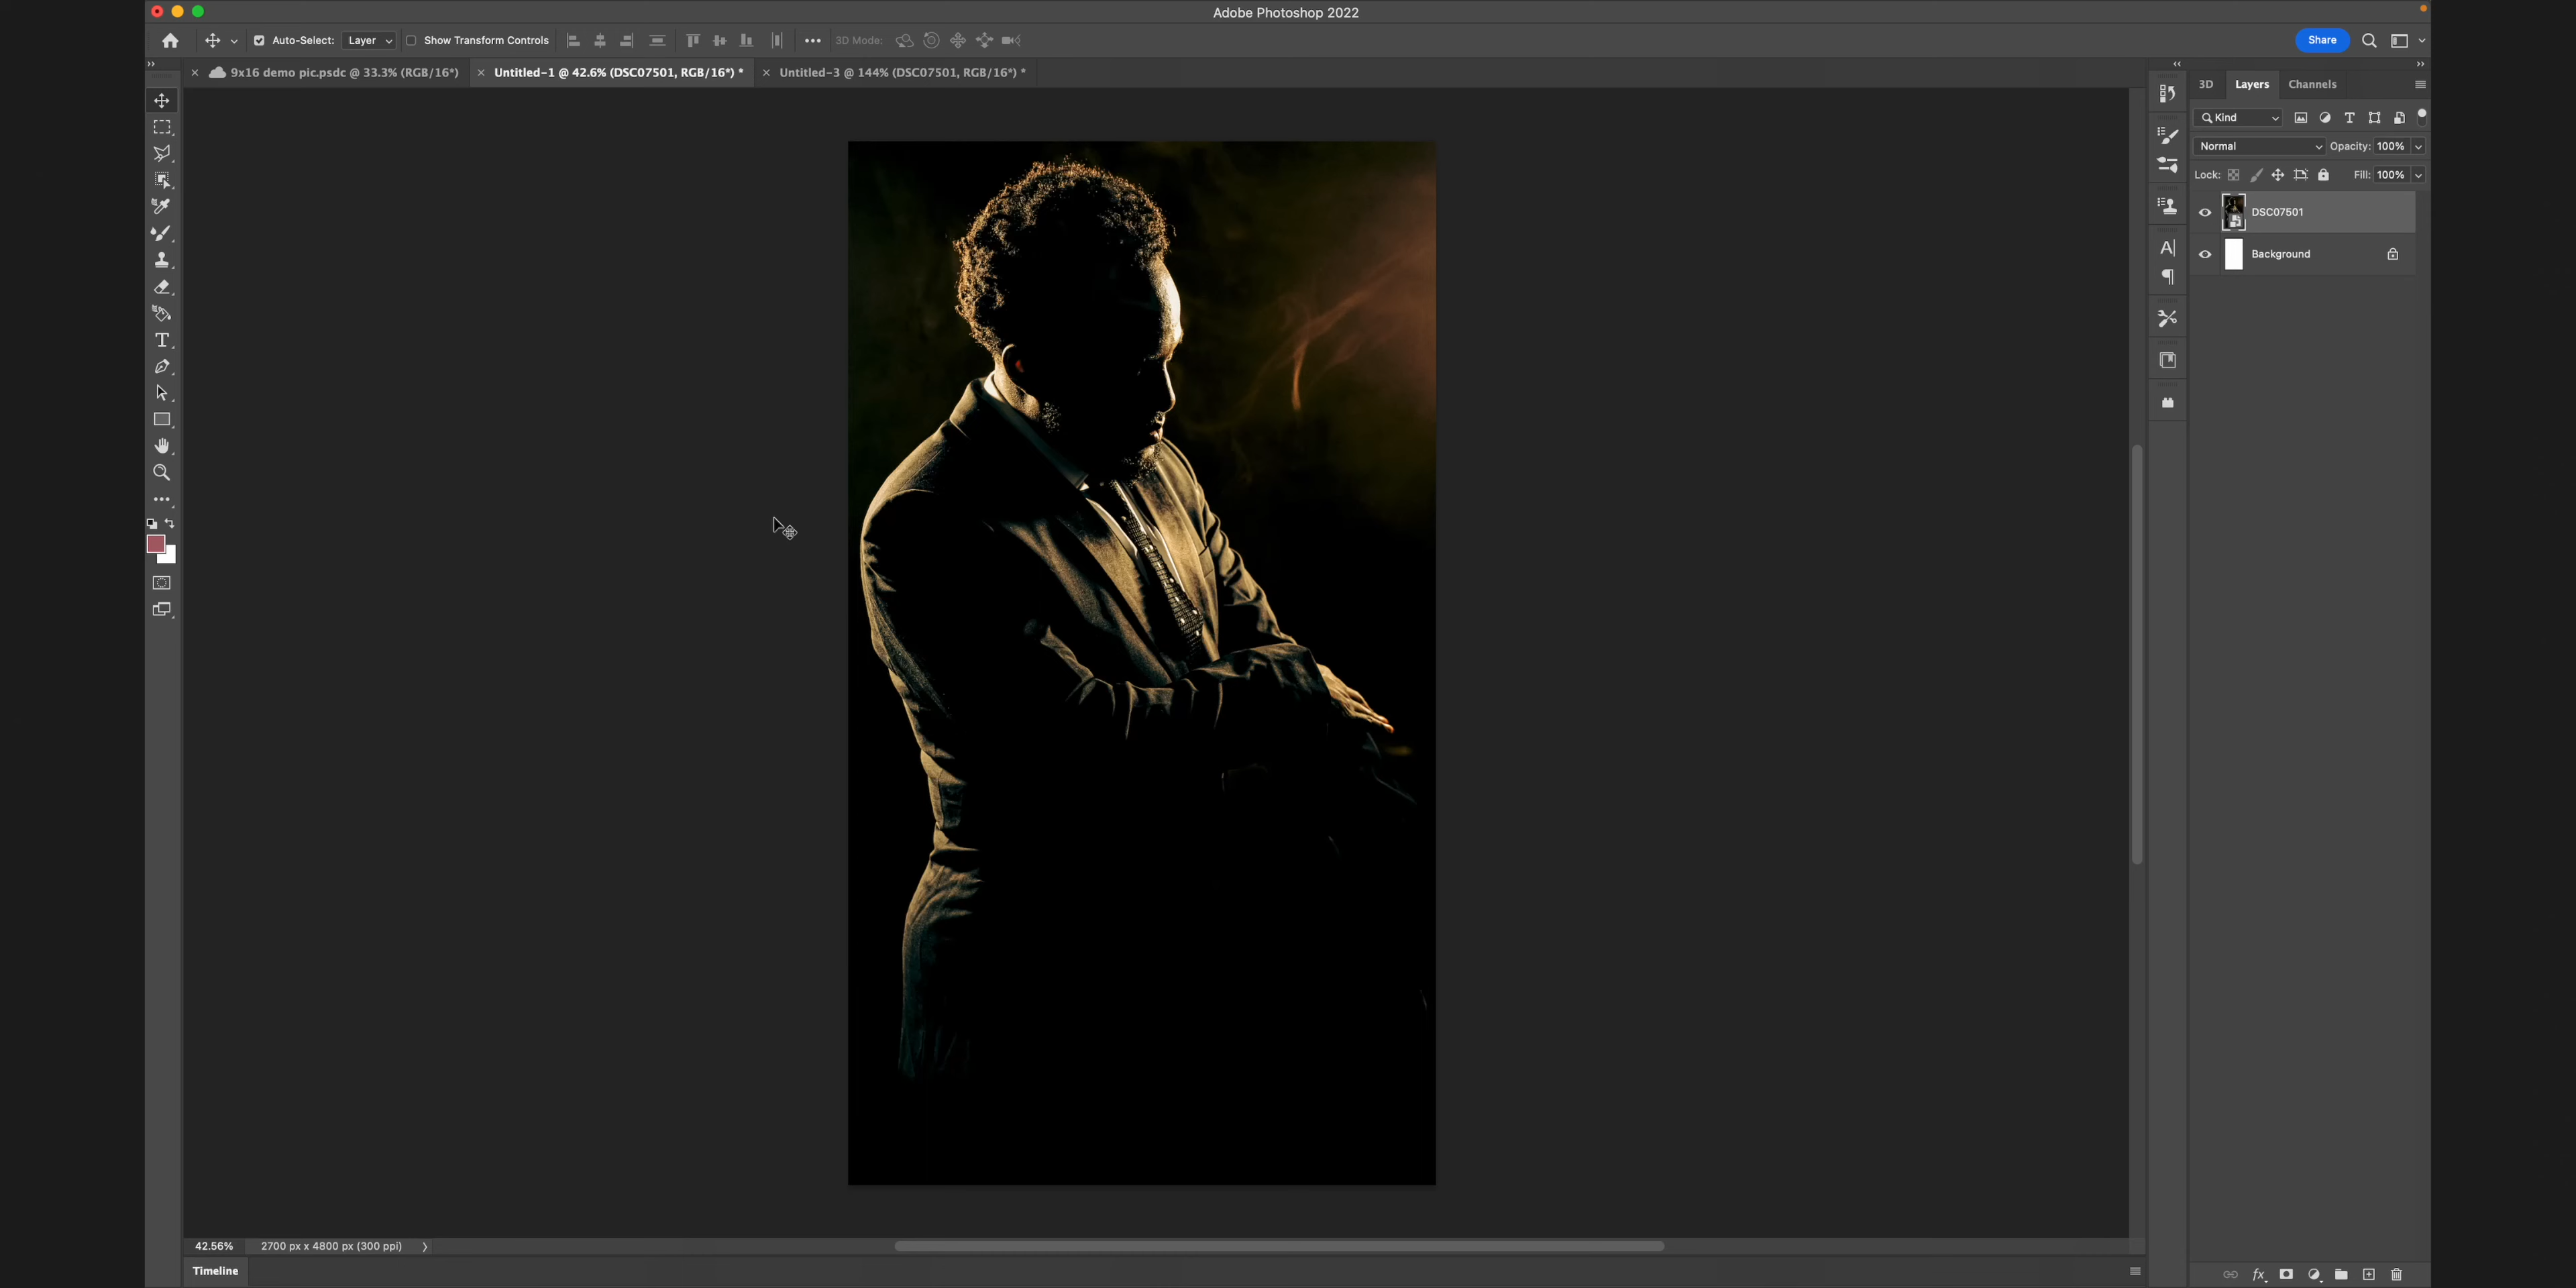 Adobe Photoshop 2022
Auto-Select: Layer Show Transform Controls 3D Mode: Share
9x16 demo pic.psdc @ 33.3% (RGB/16*) Untitled-1 @ 42.6% (DSC07501, RGB/16*) * Untitled-3 @ 144% (DSC07501, RGB/16*) *
3D Layers Channels
Kind
Normal Opacity: 100%
Lock: Fill: 100%
DSC07501
Background
42.56% 2700 px x 4800 px (300 ppi)
Timeline